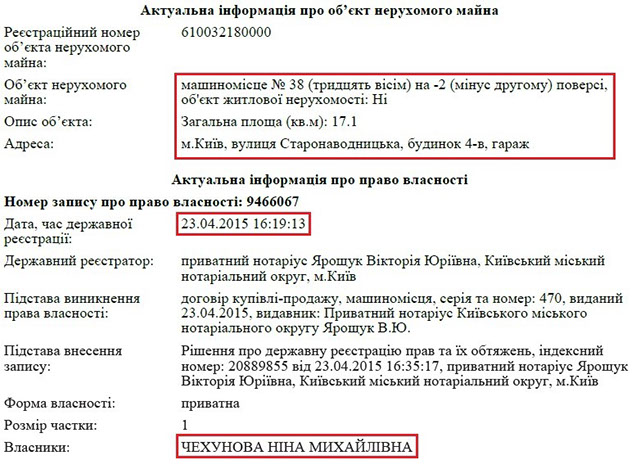 Актуальна інформація про об’єкт нерухомого майна
Реєстраційний номер
об’єкта нерухомого
майна:
610032180000
Об’єкт нерухомого
майна:
машиномісце № 38 (тридцять вісім) на -2 (мінус другому) поверсі,
об'єкт житлової нерухомості: Ні
Опис об’єкта:
Загальна площа (кв.м): 17.1
Адреса:
м.Київ, вулиця Старонаводницька, будинок 4-в, гараж
Актуальна інформація про право власності
Номер запису про право власності: 9466067
Дата, час державної
реєстрації:
23.04.2015 16:19:13
Державний реєстратор:
приватний нотаріус Ярощук Вікторія Юріївна, Київський міський
нотаріальний округ, м.Київ
Підстава виникнення
права власності:
договір купівлі-продажу, машиномісця, серія та номер: 470, виданий
23.04.2015, видавник: Приватний нотаріус Київського міського
нотаріального округу Ярощук В.Ю.
Підстава внесення
запису:
Рішення про державну реєстрацію прав та їх обтяжень, індексний
номер: 20889855 від 23.04.2015 16:35:17, приватний нотаріус Ярощук
Вікторія Юріївна, Київський міський нотаріальний округ, м.Київ
Форма власності:
приватна
Розмір частки:
1
Власники:
ЧЕХУНОВА НІНА МИХАЙЛІВНА